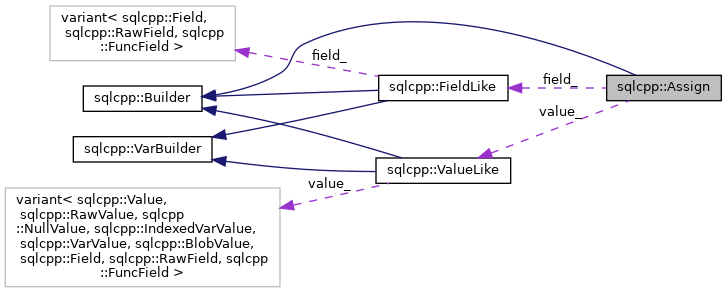 variant< sqlcpp::Field,
sqlcpp::RawField, sqlcpp
::FuncField >
field_
sqlcpp::Builder
sqlcpp::FieldLike
field_
sqlcpp::Assign
value_
sqlcpp::VarBuilder
sqlcpp::ValueLike
value_
variant< sqlcpp::Value,
sqlcpp::RawValue, sqlcpp
::NullValue, sqlcpp::IndexedVarValue,
sqlcpp::VarValue, sqlcpp::BlobValue,
sqlcpp::Field, sqlcpp::RawField, sqlcpp
::FuncField >